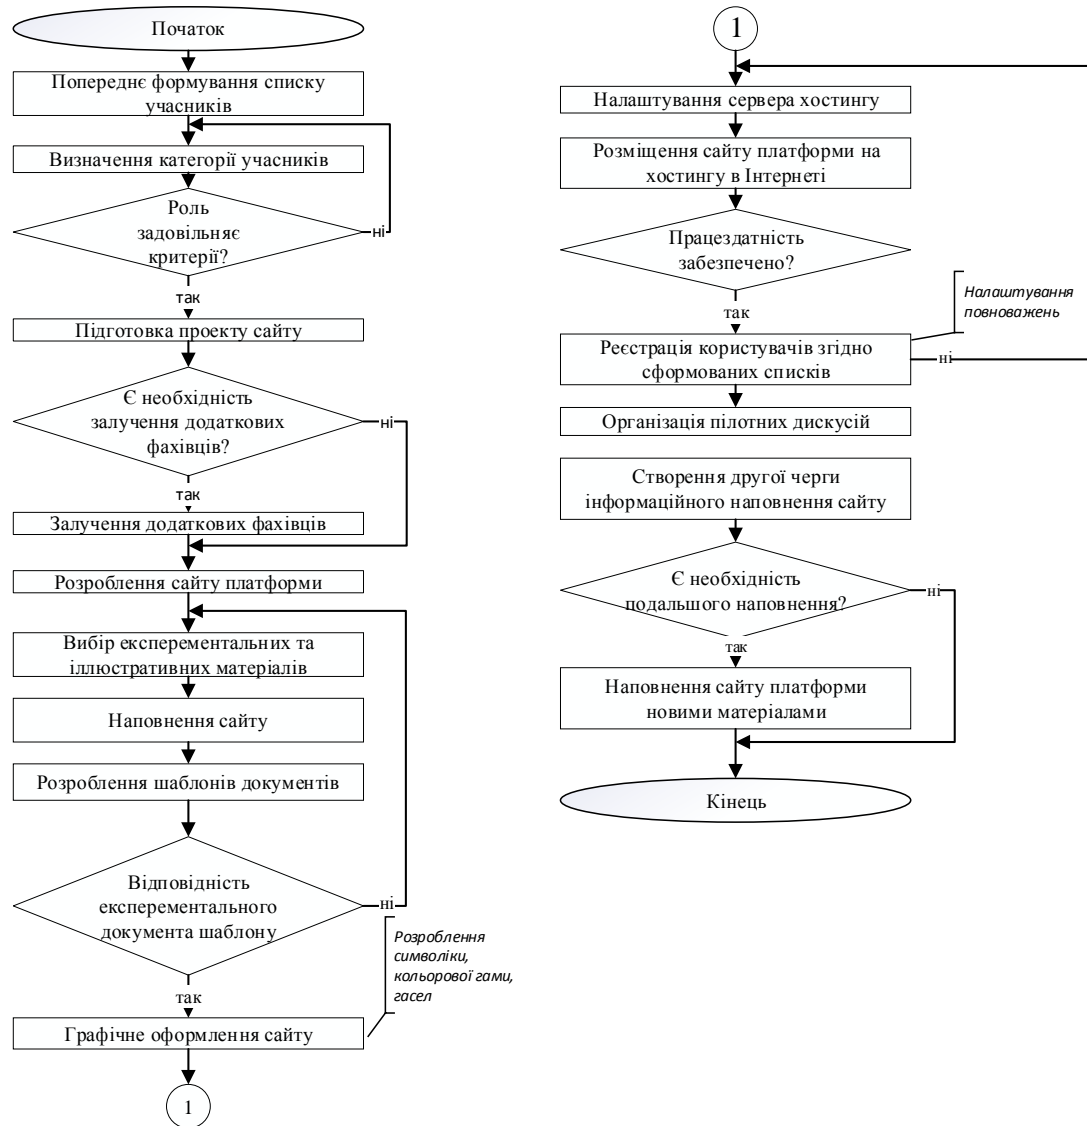 Початок
Попереднє формування списку
учасників
Визначення категорії учасників
Роль
задовільняє
критерії?
ні
так
Підготовка проекту сайту
Є необхідність
залучення додаткових
фахівців?
ні
так
Залучення додаткових фахівців
Розроблення сайту платформи
Вибір експерементальних та
іллюстративних матеріалів
Наповнення сайту
Розроблення шаблонів документів
Відповідність
експерементального
документа шаблону
ні
Розроблення
символіки,
кольорової гами,
гасел
так
Графічне оформлення сайту
1
1
Налаштування сервера хостингу
Розміщення сайту платформи на
хостингу в Інтернеті
Працездатність
забезпечено?
так
Налаштування
повноважень
Реєстрація користувачів згідно
сформованих списків
ні
Організація пілотних дискусій
Створення другої черги
інформаційного наповнення сайту
Є необхідність
подальшого наповнення?
ні
так
Наповнення сайту платформи
новими матеріалами
Кінець